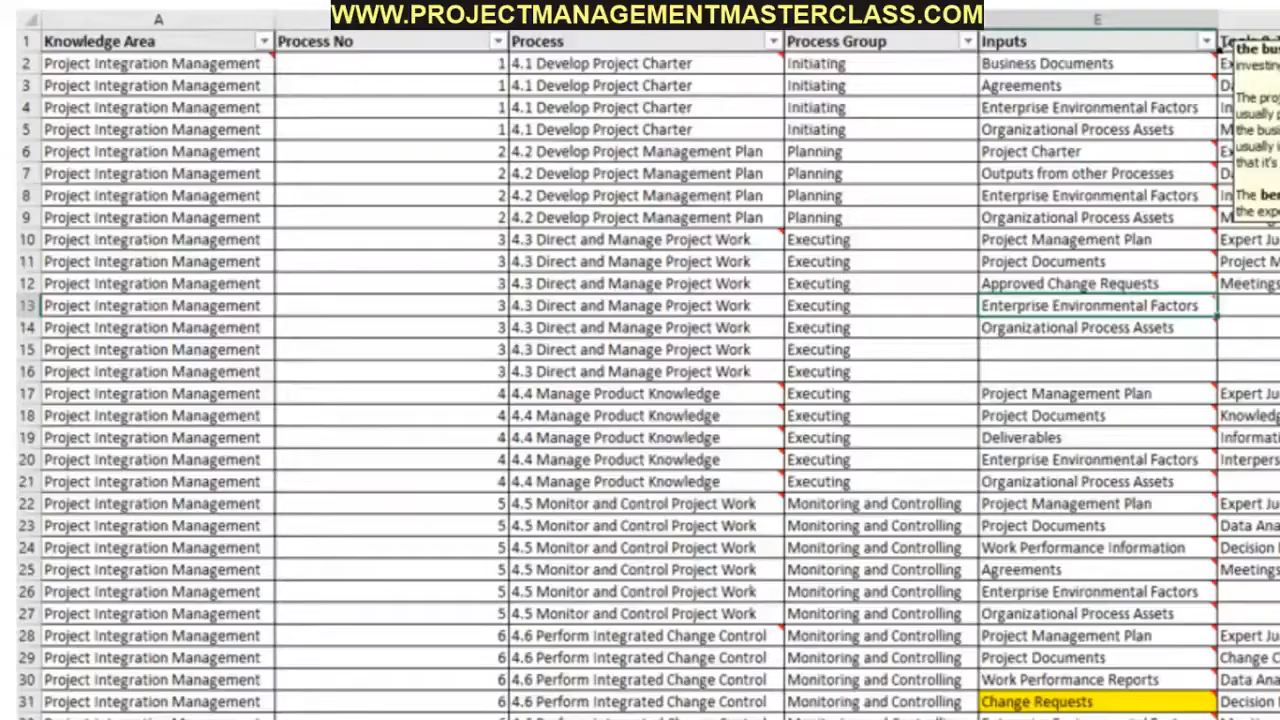 WWW.PROJECTMANAGEMENTMASTERCLASS.COM
A E
1 Knowledge Area Process No Process Process Group Inputs
2 Project Integration Management 1 4.1 Develop Project Charter Initiating Business Documents
3 Project Integration Management 1 4.1 Develop Project Charter Initiating Agreements
4 Project Integration Management 1 4.1 Develop Project Charter Initiating Enterprise Environmental Factors
5 Project Integration Management 1 4.1 Develop Project Charter Initiating Organizational Process Assets
6 Project Integration Management 2 4.2 Develop Project Management Plan Planning Project Charter
7 Project Integration Management 2 4.2 Develop Project Management Plan Planning Outputs from other Processes
8 Project Integration Management 2 4.2 Develop Project Management Plan Planning Enterprise Environmental Factors
9 Project Integration Management 2 4.2 Develop Project Management Plan Planning Organizational Process Assets
10 Project Integration Management 3 4.3 Direct and Manage Project Work Executing Project Management Plan Expert Ju
11 Project Integration Management 3 4.3 Direct and Manage Project Work Executing Project Documents Project M
12 Project Integration Management 3 4.3 Direct and Manage Project Work Executing Approved Change Requests Meetings
13 Project Integration Management 3 4.3 Direct and Manage Project Work Executing Enterprise Environmental Factors
14 Project Integration Management 3 4.3 Direct and Manage Project Work Executing Organizational Process Assets
15 Project Integration Management 3 4.3 Direct and Manage Project Work Executing
16 Project Integration Management 3 4.3 Direct and Manage Project Work Executing
17 Project Integration Management 4 4.4 Manage Product Knowledge Executing Project Management Plan Expert Ju
18 Project Integration Management 4 4.4 Manage Product Knowledge Executing Project Documents Knowled
19 Project Integration Management 4 4.4 Manage Product Knowledge Executing Deliverables Informati
20 Project Integration Management 4 4.4 Manage Product Knowledge Executing Enterprise Environmental Factors Interpers
21 Project Integration Management 4 4.4 Manage Product Knowledge Executing Organizational Process Assets
22 Project Integration Management 5 4.5 Monitor and Control Project Work Monitoring and Controlling Project Management Plan Expert Ju
23 Project Integration Management 5 4.5 Monitor and Control Project Work Monitoring and Controlling Project Documents Data Ana
24 Project Integration Management 5 4.5 Monitor and Control Project Work Monitoring and Controlling Work Performance Information Decision
25 Project Integration Management 5 4.5 Monitor and Control Project Work Monitoring and Controlling Agreements Meetings
26 Project Integration Management 5 4.5 Monitor and Control Project Work Monitoring and Controlling Enterprise Environmental Factors
27 Project Integration Management 5 4.5 Monitor and Control Project Work Monitoring and Controlling Organizational Process Assets
28 Project Integration Management 6 4.6 Perform Integrated Change Control Monitoring and Controlling Project Management Plan Expert Ju
29 Project Integration Management 6 4.6 Perform Integrated Change Control Monitoring and Controlling Project Documents Change C
30 Project Integration Management 6 4.6 Perform Integrated Change Control Monitoring and Controlling Work Performance Reports Data Ana
31 Project Integration Management 6 4.6 Perform Integrated Change Control Monitoring and Controlling Change Requests Decision
the bus
investing
The proj
usually p
the busi
usually i
that it's
The ben
the exp